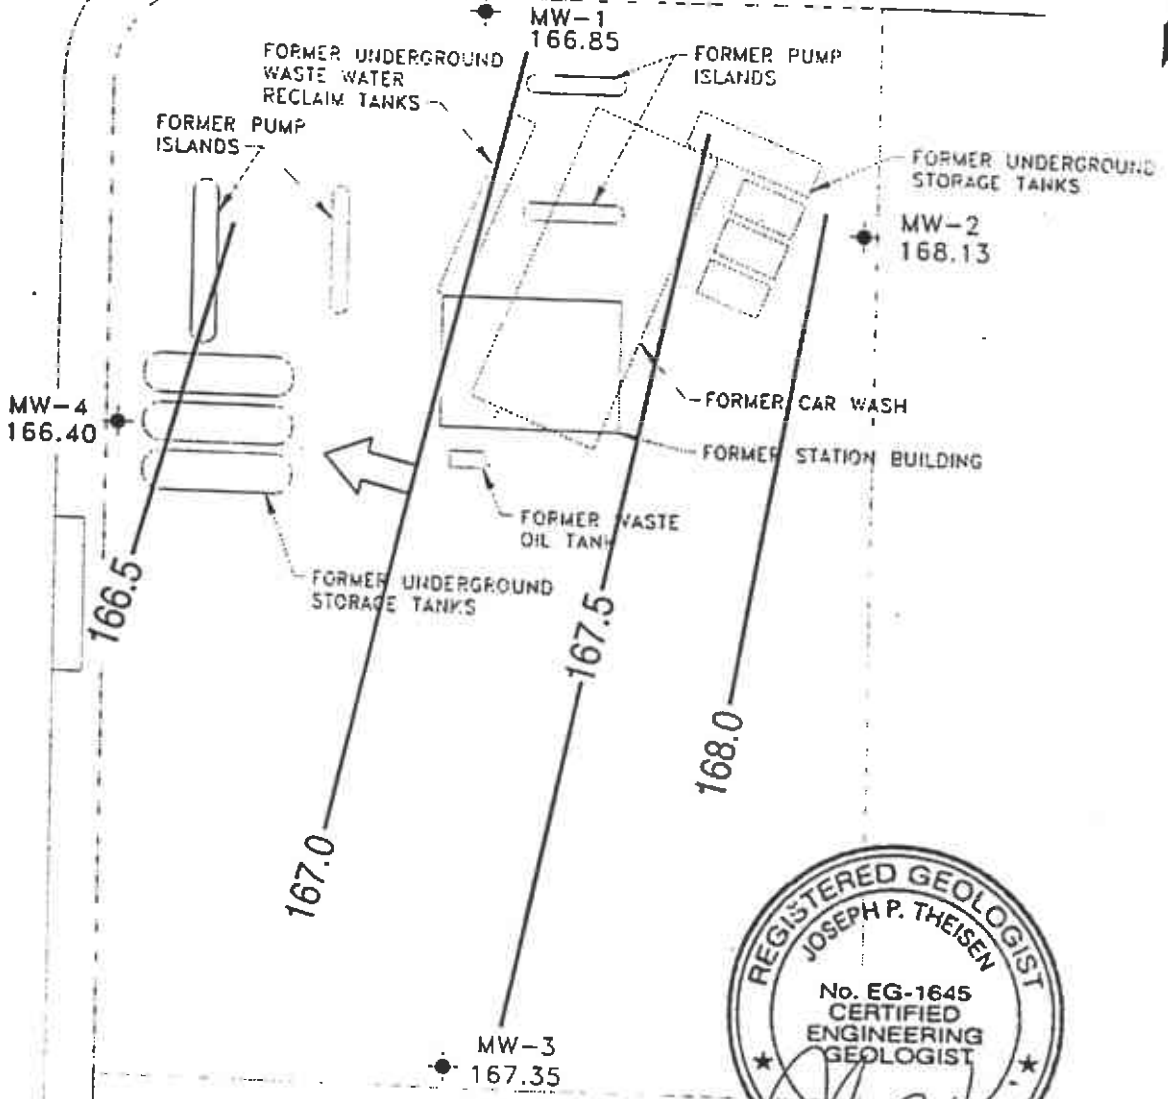 MW-1
166.85
FORMER UNDERGROUND
WASTE WATER
RECLAIM TANKS
FORMER PUMP
ISLANDS
FORMER PUMP
ISLANDS
FORMER UNDERGROUND
STORAGE TANKS
MW-2
168.13
MW-4
166.40
FORMER CAR WASH
FORMER STATION BUILDING
FORMER WASTE
OIL TANK
FORMER UNDERGROUND
STORAGE TANKS
166.5
167.5
168.0
167.0
MW-3
167.35
REGISTERED GEOLOGIST
JOSEPH P. THEISEN
No. EG-1645
CERTIFIED
ENGINEERING
GEOLOGIST